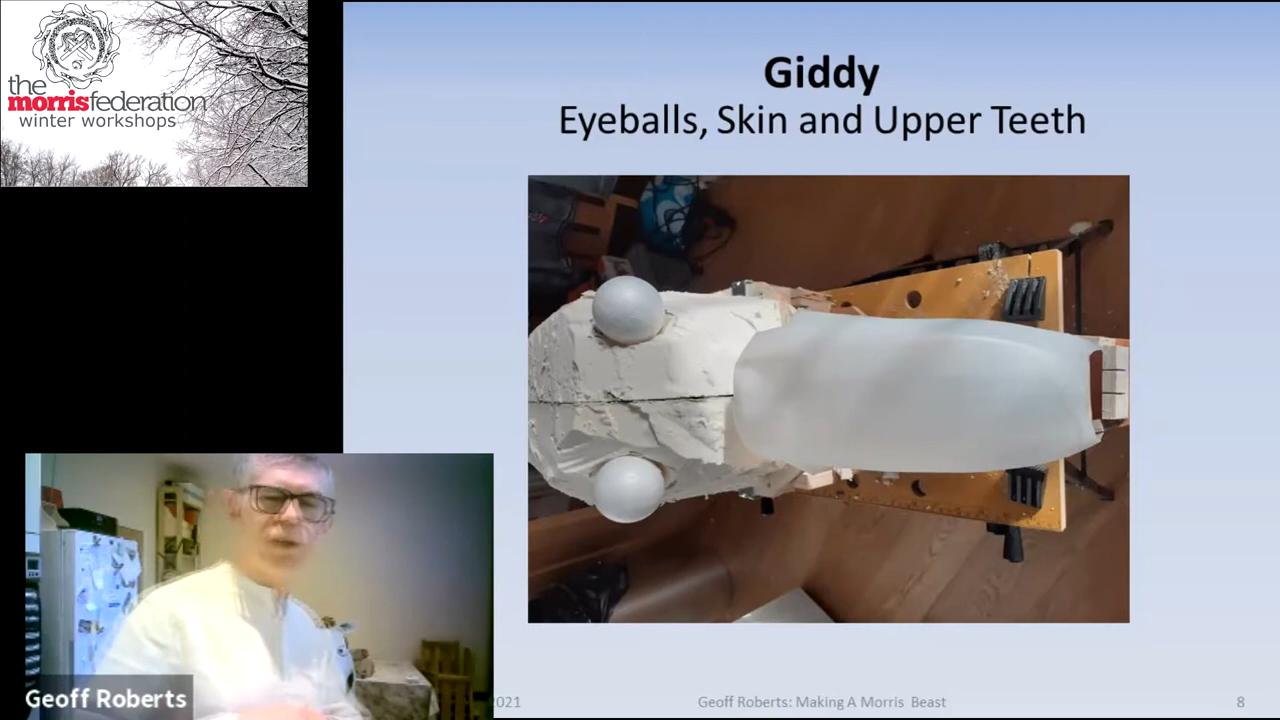 the
morrisfederation
winter workshops
Giddy
Eyeballs, Skin and Upper Teeth
Geoff Roberts
2021
Geoff Roberts: Making A Morris Beast
8